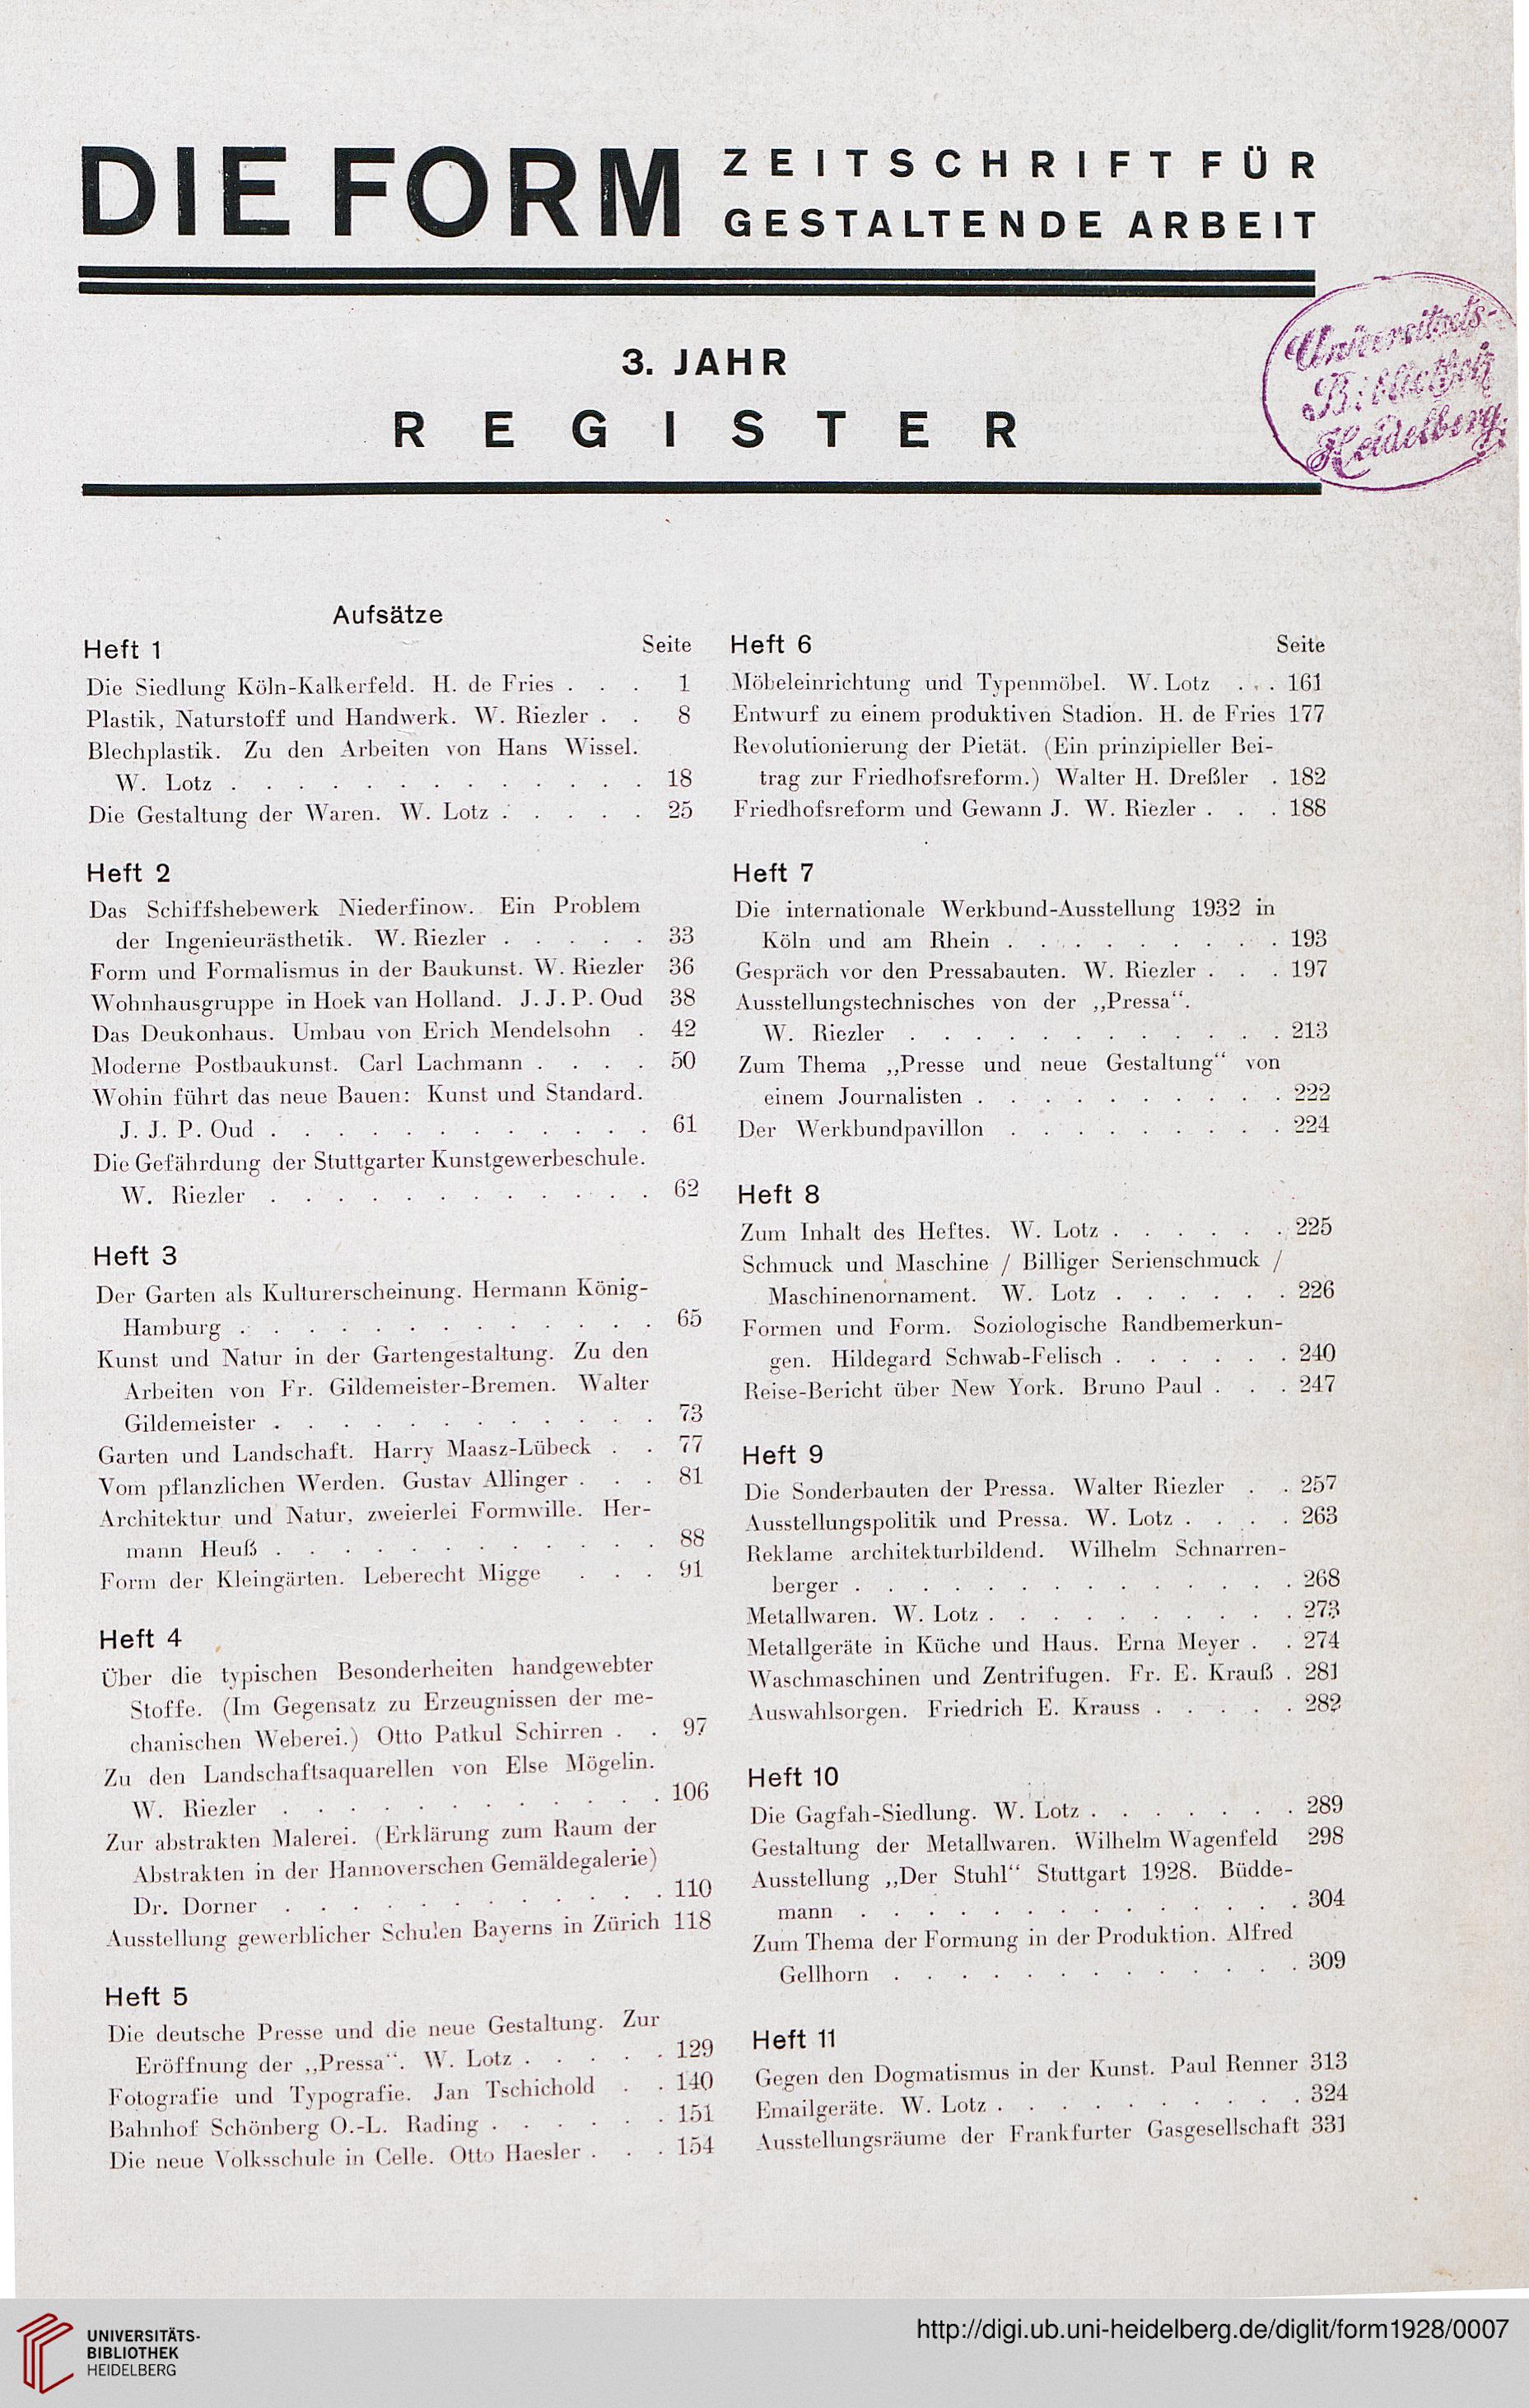 DIE FORM
ZEITSCHRIFT FÜR
GESTALTENDE ARBEIT
3. JAHR
REGISTER
Universitaets-
Bibliothek
Heidelberg.
Aufsätze
Heft 1 Seite
Die Siedlung Köln-Kalkerfeld. H. de Fries . . . 1
Plastik, Naturstoff und Handwerk. W. Riezler . . 8
Blechplastik. Zu den Arbeiten von Hans Wissel.
W. Lotz . . . . . . . . . . . . . 18
Die Gestaltung der Waren. W. Lotz . . . . . 25
Heft 2
Das Schiffshebewerk Niederfinow. Ein Problem
der Ingenieurästhetik. W. Riezler . . . . . 33
Form und Formalismus in der Baukunst. W. Riezler 36
Wohnhausgruppe in Hoek van Holland. J. J. P. Oud 38
Das Deukonhaus. Umbau von Erich Mendelsohn . 42
Moderne Postbaukunst. Carl Lachmann . . . . 50
Wohin führt das neue Bauen: Kunst und Standard.
J. J. P. Oud . . . . . . . . . . . . 61
Die Gefährdung der Stuttgarter Kunstgewerbeschule.
W. Riezler . . . . . . . . . . . . 62
Heft 3
Der Garten als Kulturerscheinung. Hermann König-
Hamburg . . . . . . . . . . . . . 65
Kunst und Natur in der Gartengestaltung. Zu den
Arbeiten von Fr. Gildemeister-Bremen. Walter
Gildemeister . . . . . . . . . . . . 73
Garten und Landschaft. Harry Maasz-Lübeck . . 77
Vom pflanzlichen Werden. Gustav Allinger . . . 81
Architektur und Natur, zweierlei Formwille. Her-
mann Heuß . . . . . . . . . . . . 88
Form der Kleingärten. Leberecht Migge . . . 91
Heft 4
Über die typischen Besonderheiten handgewebter
Stoffe. (Im Gegensatz zu Erzeugnissen der me-
chanischen Weberei.) Otto Patkul Schirren . . 97
Zu den Landschaftsaquarellen von Else Mögelin.
W. Riezler . . . . . . . . . . . . 106
Zur abstrakten Malerei. (Erklärung zum Raum der
Abstrakten in der Hannoverschen Gemäldegalerie)
Dr. Dorner . . . . . . . . . . . . 110
Ausstellung gewerblicher Schulen Bayerns in Zürich 118
Heft 5
Die deutsche Presse und die neue Gestaltung. Zur
Eröffnung der „Pressa“. W. Lotz . . . . . 129
Fotografie und Typografie. Jan Tschichold . . 140
Bahnhof Schönberg O.-L. Rading . . . . . . 151
Die neue Volksschule in Celle. Otto Haesler . . . 154
Heft 6 Seite
Möbeleinrichtung und Typenmöbel. W. Lotz . . . 161
Entwurf zu einem produktiven Stadion. H. de Fries 177
Revolutionierung der Pietät. (Ein prinzipieller Bei-
trag zur Friedhofsreform.) Walter H. Dreßler . 182
Friedhofsreform und Gewann J. W. Riezler . . . 188
Heft 7
Die internationale Werkbund-Ausstellung 1932 in
Köln und am Rhein . . . . . . . . . 193
Gespräch vor den Pressabauten. W. Riezler . . . 197
Ausstellungstechnisches von der „Pressa“.
W. Riezler . . . . . . . . . . . . 213
Zum Thema „Presse und neue Gestaltung“ von
einem Journalisten . . . . . . . . . . 222
Der Werkbundpavillon . . . . . . . . . 224
Heft 8
Zum Inhalt des Heftes. W. Lotz . . . . . . 225
Schmuck und Maschine / Billiger Serienschmuck /
Maschinenornament. W. Lotz . . . . . . 226
Formen und Form. Soziologische Randbemerkun-
gen. Hildegard Schwab-Felisch . . . . . . 240
Reise-Bericht über New York. Bruno Paul . . . 247
Heft 9
Die Sonderbauten der Pressa. Walter Riezler . . 257
Ausstellungspolitik und Pressa. W. Lotz . . . . 263
Reklame architekturbildend. Wilhelm Schnarren-
berger . . . . . . . . . . . . . . 268
Metallwaren. W. Lotz . . . . . . . . . . 273
Metallgeräte in Küche und Haus. Erna Meyer . . 274
Waschmaschinen und Zentrifugen. Fr. E. Krauß . 281
Auswahlsorgen. Friedrich E. Krauss . . . . . 282
Heft 10
Die Gagfah-Siedlung. W. Lotz . . . . . . . 289
Gestaltung der Metallwaren. Wilhelm Wagenfeld 298
Ausstellung „Der Stuhl“ Stuttgart 1928. Büdde-
mann . . . . . . . . . . . . . . 304
Zum Thema der Formung in der Produktion. Alfred
Gellhorn . . . . . . . . . . . . . 309
Heft 11
Gegen den Dogmatismus in der Kunst. Paul Renner 313
Emailgeräte. W. Lotz . . . . . . . . . . 324
Ausstellungsräume der Frankfurter Gasgesellschaft 331
UNIVERSITÄTS-
BIBLIOTHEK
HEIDELBERG
http://digi.ub.uni-heidelberg.de/diglit/form1928/0007